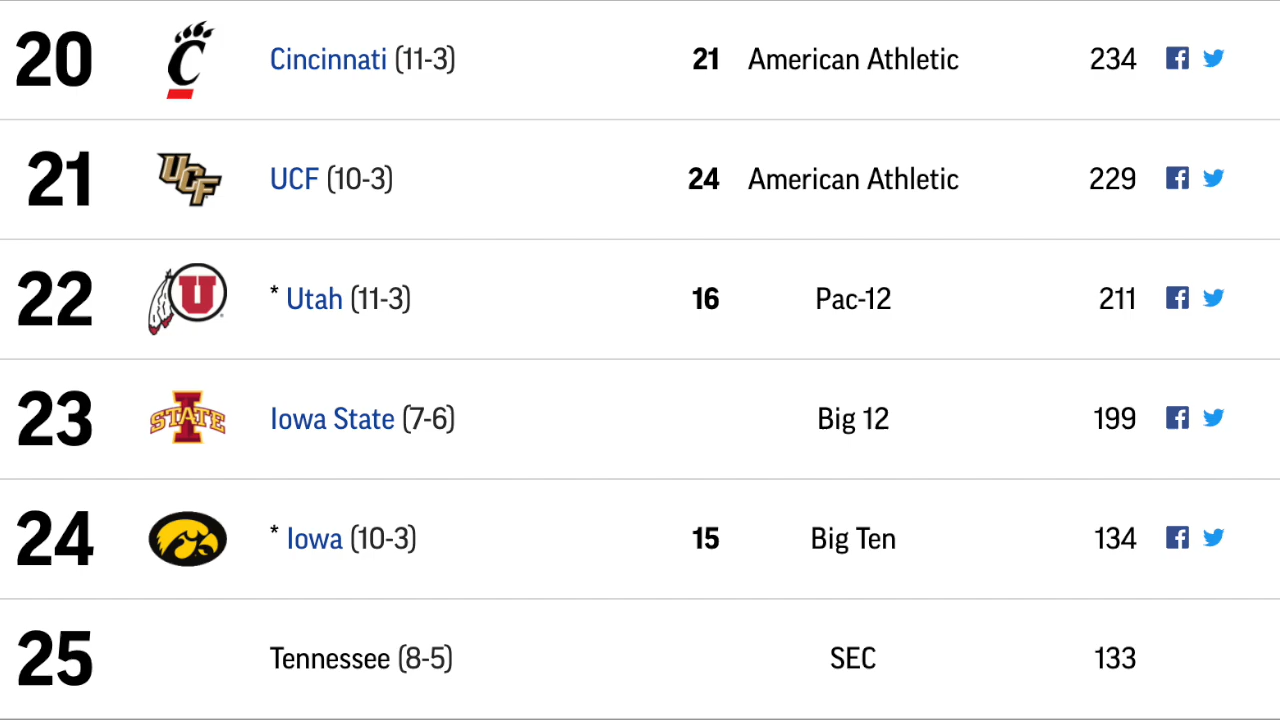 20 C Cincinnati (11-3) 21 American Athletic 234
21 UCF UCF (10-3) 24 American Athletic 229
22 U * Utah (11-3) 16 Pac-12 211
23 I STATE Iowa State (7-6) Big 12 199
24 * Iowa (10-3) 15 Big Ten 134
25 Tennessee (8-5) SEC 133